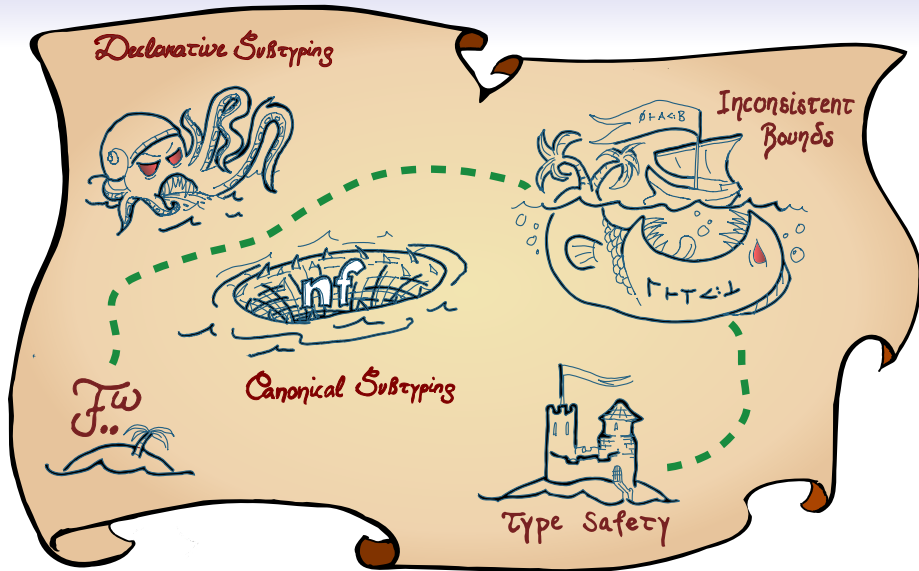 Declarative Subtyping
Inconsistent
Bounds
∅ ⊢ A <: B
nf
Γ ⊢ ⊤ <: ⊥
Canonical Subtyping
Fω..
Type Safety